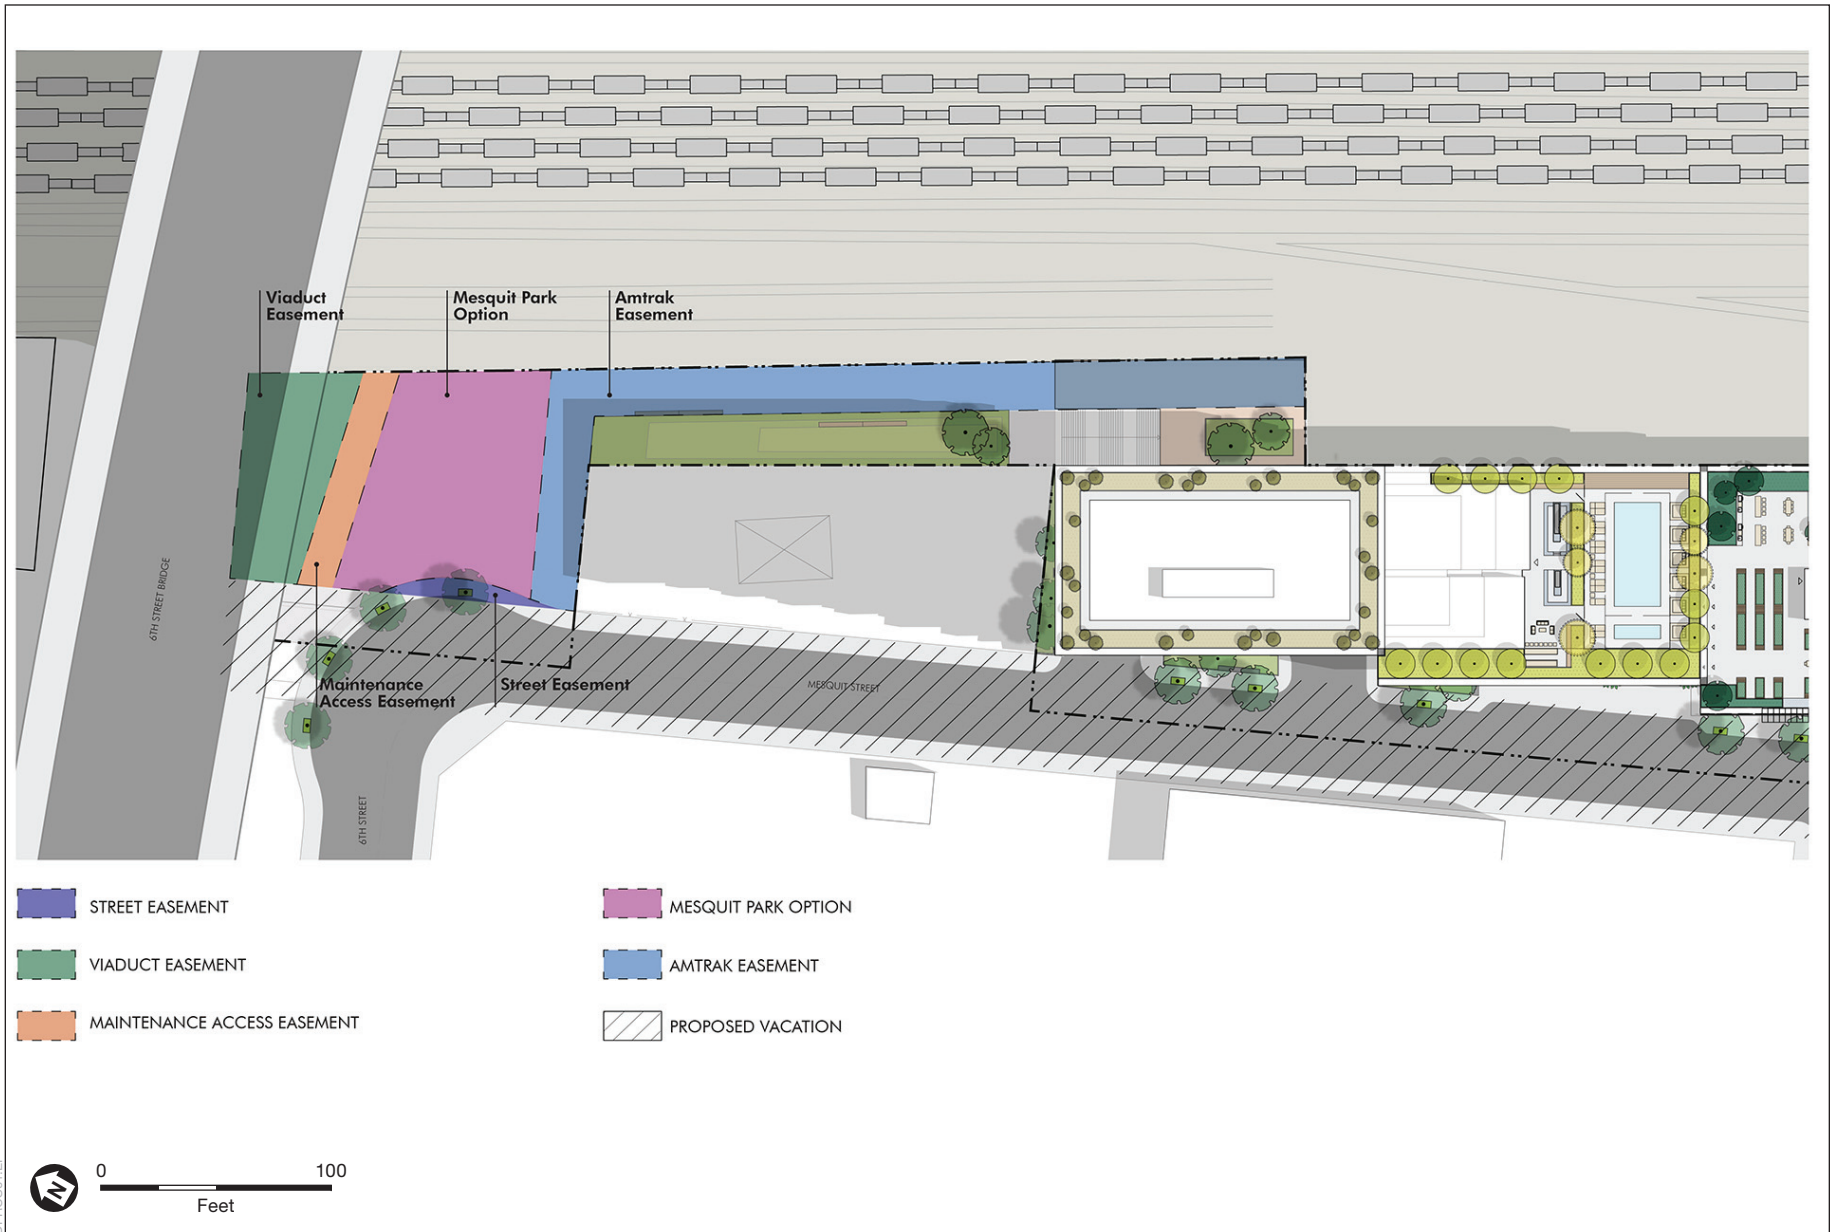 Viaduct
Easement
Mesquit Park
Option
Amtrak
Easement
6TH STREET BRIDGE
Maintenance
Access Easement
Street Easement
MESQUIT STREET
6TH STREET
STREET EASEMENT
VIADUCT EASEMENT
MAINTENANCE ACCESS EASEMENT
MESQUIT PARK OPTION
AMTRAK EASEMENT
PROPOSED VACATION
N
0 100
Feet